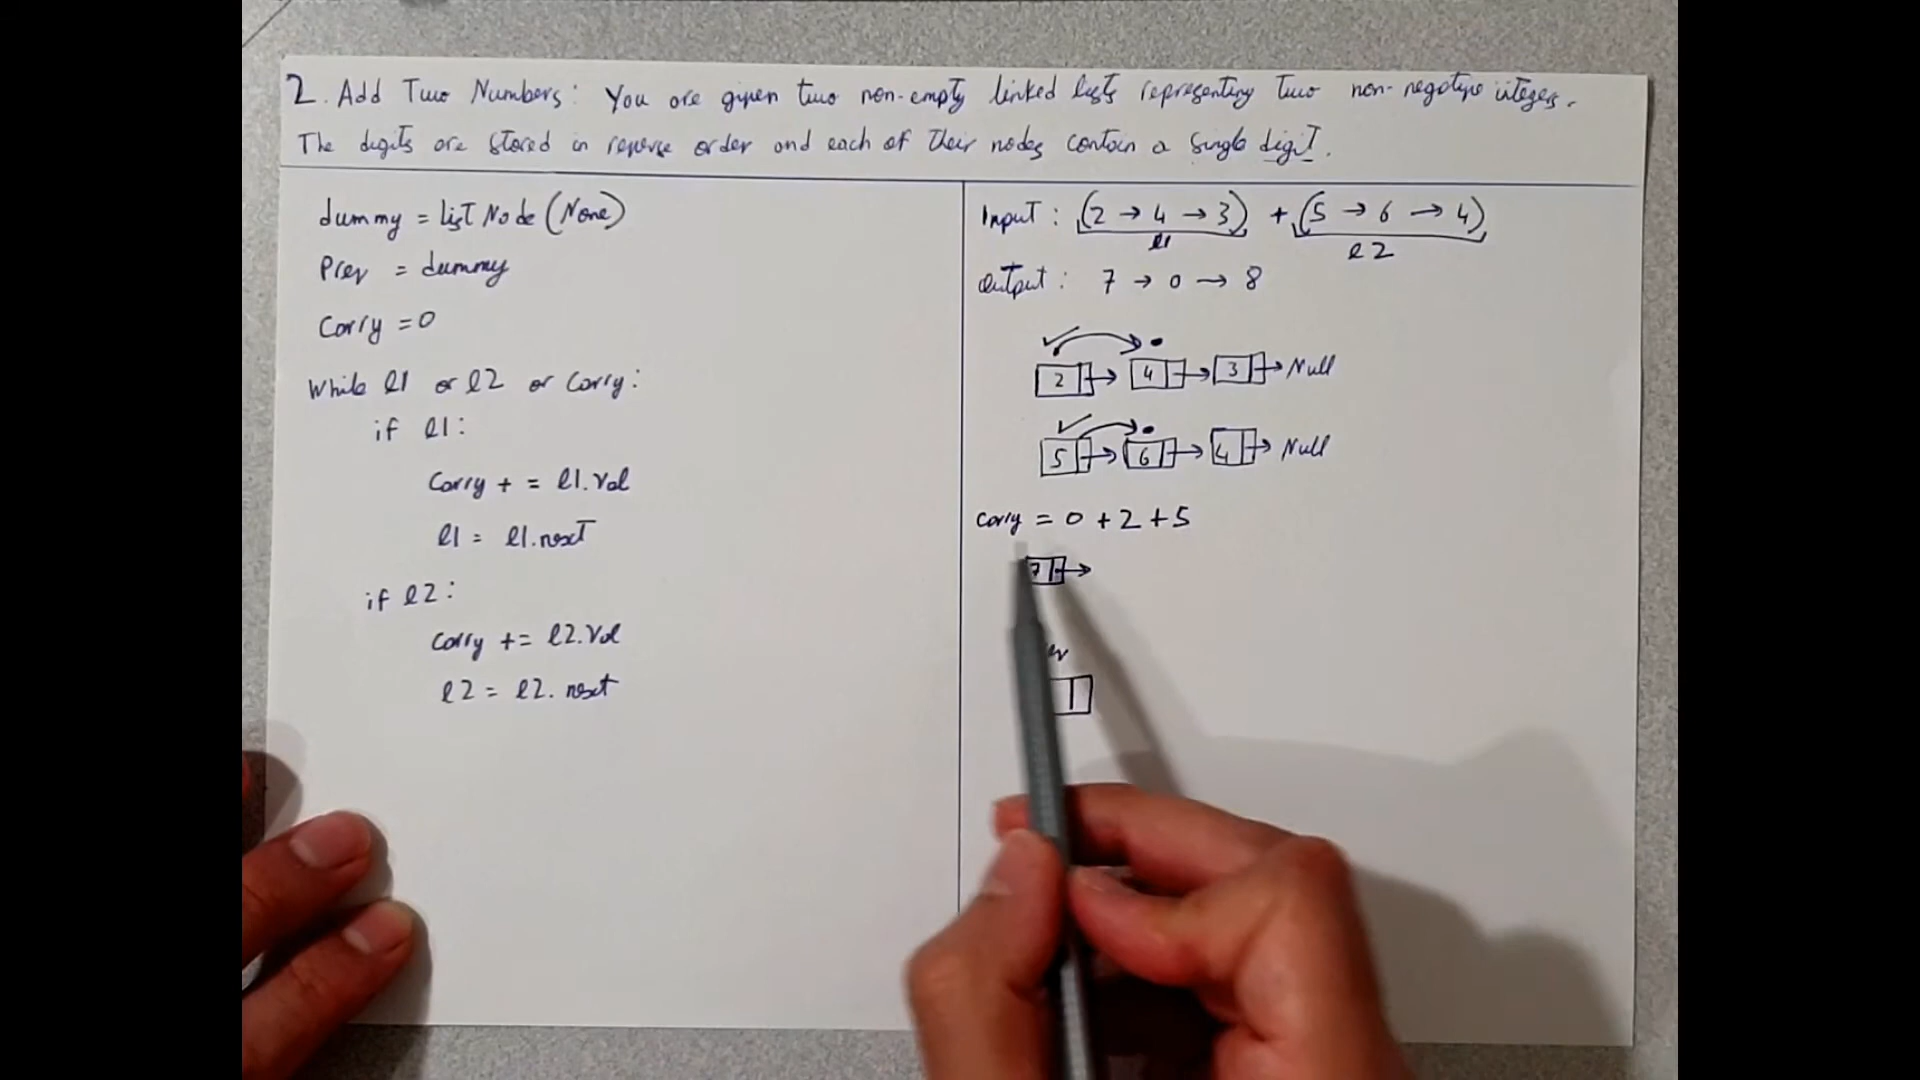 2. Add Two Numbers: You are given two non-empty linked lists representing two non-negative integers.
The digits are stored in reverse order and each of their nodes contain a single digit.
dummy = list Node (None)
Prev = dummy
Carry = 0
While l1 or l2 or Carry:
if l1:
Carry += l1.val
l1 = l1.next
if l2:
Carry += l2.val
l2 = l2.next
Input: (2 → 4 → 3) + (5 → 6 → 4)
l1 l2
Output: 7 → 0 → 8
2 → 4 → 3 → Null
5 → 6 → 4 → Null
Carry = 0 + 2 + 5
7 →